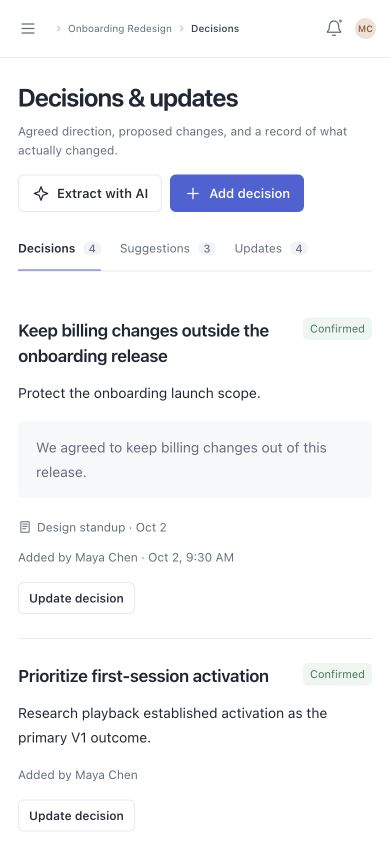 Onboarding Redesign > Decisions
MC
Decisions & updates
Agreed direction, proposed changes, and a record of what
actually changed.
Extract with AI
Add decision
Decisions 4 Suggestions 3 Updates 4
Keep billing changes outside the
onboarding release
Confirmed
Protect the onboarding launch scope.
We agreed to keep billing changes out of this
release.
Design standup · Oct 2
Added by Maya Chen · Oct 2, 9:30 AM
Update decision
Prioritize first-session activation
Confirmed
Research playback established activation as the
primary V1 outcome.
Added by Maya Chen
Update decision